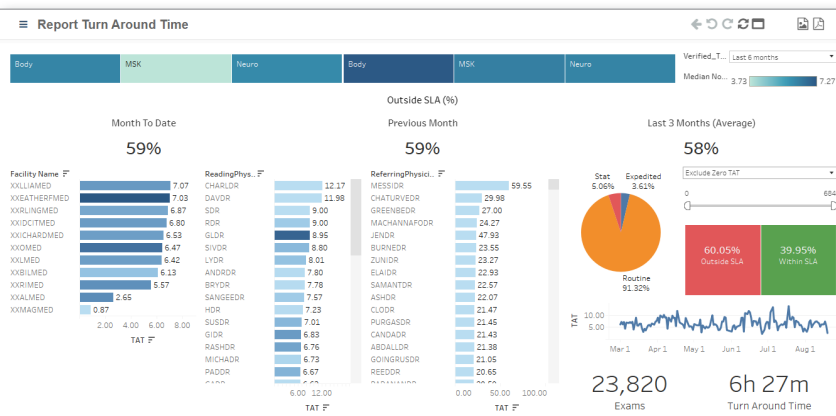 Report Turn Around Time
Body
MSK
Neuro
Body
MSK
Neuro
Verified_T...
Last 6 months
Median No...
3.73
7.27
Outside SLA (%)
Month To Date
Previous Month
Last 3 Months (Average)
59%
59%
58%
Facility Name
XXLLIAMED 7.07
XXEATHERFMED 7.03
XXRLINGMED 6.87
XXIDCITMED 6.80
XXICHARDMED 6.53
XXOMED 6.47
XXLMED 6.42
XXBILMED 6.13
XXRIMED 5.57
XXALMED 2.65
XXMAGMED 0.87
2.00 4.00 6.00 8.00
TAT
ReadingPhys..
CHARLDR 12.17
DAVDR 11.98
SDR 9.00
RDR 9.00
GLDR 8.95
SIVDR 8.80
LYDR 8.01
ANDRDR 7.80
BRYDR 7.78
SANGEEDR 7.57
HDR 7.23
SUSDR 7.01
GIDR 6.83
RASHDR 6.76
MICHADR 6.73
PADDR 6.67
6.00 12.00
TAT
ReferringPhysici..
MESSIDR 59.55
CHATURVEDR 29.98
GREENBEDR 27.00
MACHANNAFODR 24.27
JENDR 47.93
BURNEDR 23.55
ZUNIDR 23.27
ELAIDR 22.93
SAMANTDR 22.57
ASHDR 22.07
CLODR 21.47
PURGASDR 21.45
CANDADR 21.43
ABDALLDR 21.38
GOINGRUSDR 21.05
REEDDR 20.65
0.00 50.00 100.00
TAT
Stat
5.06%
Expedited
3.61%
Routine
91.32%
Exclude Zero TAT
0
684
60.05%
Outside SLA
39.95%
Within SLA
TAT
10.00
5.00
Mar 1 Apr 1 May 1 Jun 1 Jul 1 Aug 1
23,820
Exams
6h 27m
Turn Around Time